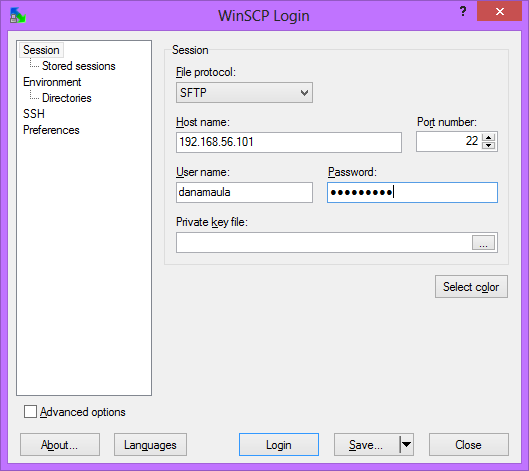 WinSCP Login
?
Session
Stored sessions
Environment
Directories
SSH
Preferences
Session
File protocol:
SFTP
Host name:
Port number:
192.168.56.101
22
User name:
Password:
danamaula
●●●●●●●●●
Private key file:
...
Select color
Advanced options
About...
Languages
Login
Save...
Close